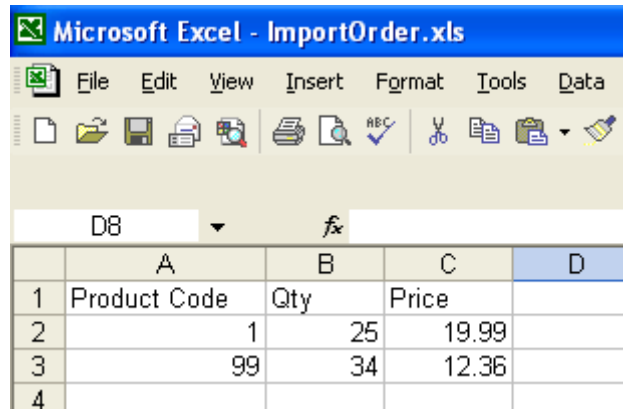 Microsoft Excel - ImportOrder.xls
File Edit View Insert Format Tools Data
ABC
D8 fx
A B C D
1 Product Code Qty Price
2 1 25 19.99
3 99 34 12.36
4